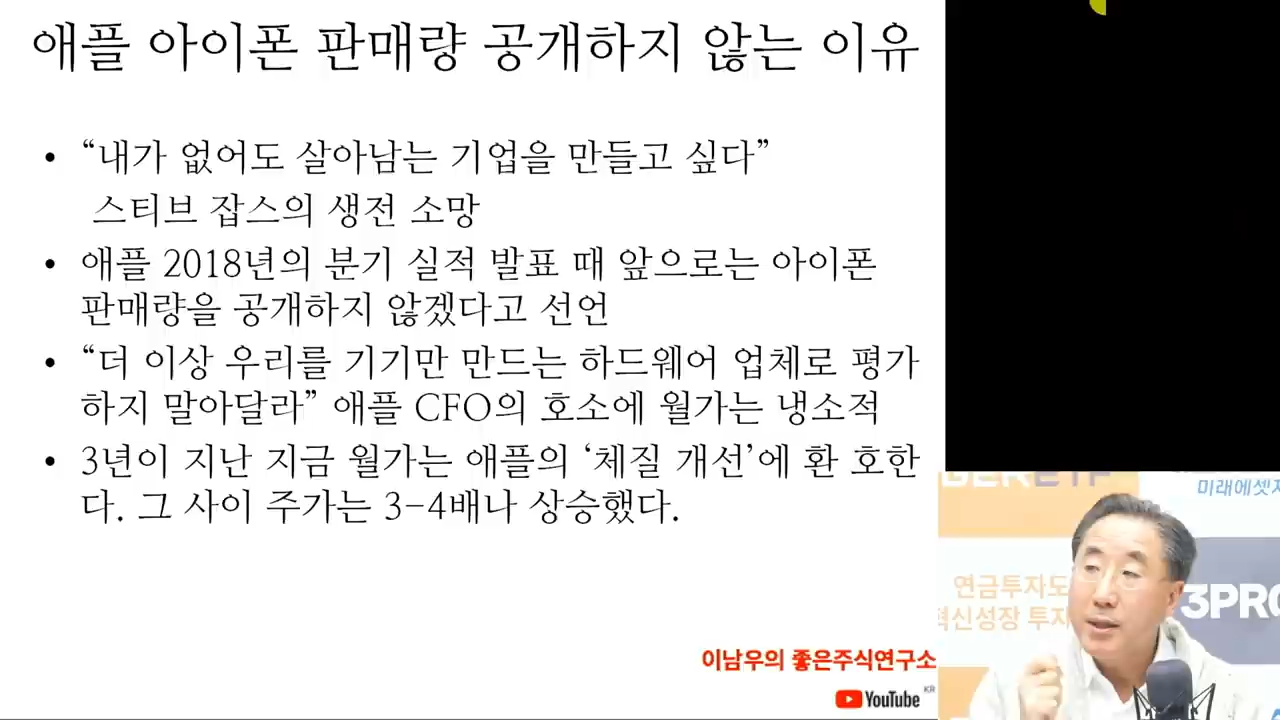 애플 아이폰 판매량 공개하지 않는 이유
• “내가 없어도 살아남는 기업을 만들고 싶다”
스티브 잡스의 생전 소망
• 애플 2018년의 분기 실적 발표 때 앞으로는 아이폰
판매량을 공개하지 않겠다고 선언
• “더 이상 우리를 기기만 만드는 하드웨어 업체로 평가
하지 말아달라” 애플 CFO의 호소에 월가는 냉소적
• 3년이 지난 지금 월가는 애플의 ‘체질 개선’에 환 호한
다. 그 사이 주가는 3-4배나 상승했다.
미래에셋자
연금투자도
혁신성장 투자
3PRO
이남우의 좋은주식연구소
YouTube KR